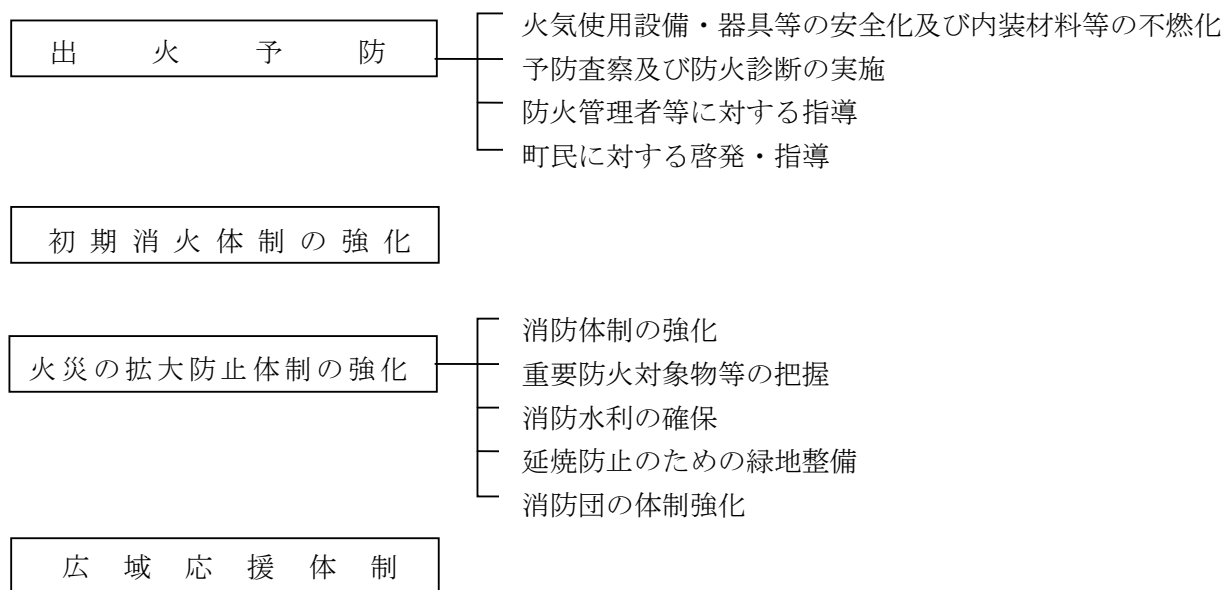 出火予防
火気使用設備・器具等の安全化及び内装材料等の不燃化
予防査察及び防火診断の実施
防火管理者等に対する指導
町民に対する啓発・指導
初期消火体制の強化
火災の拡大防止体制の強化
消防体制の強化
重要防火対象物等の把握
消防水利の確保
延焼防止のための緑地整備
消防団の体制強化
広域応援体制